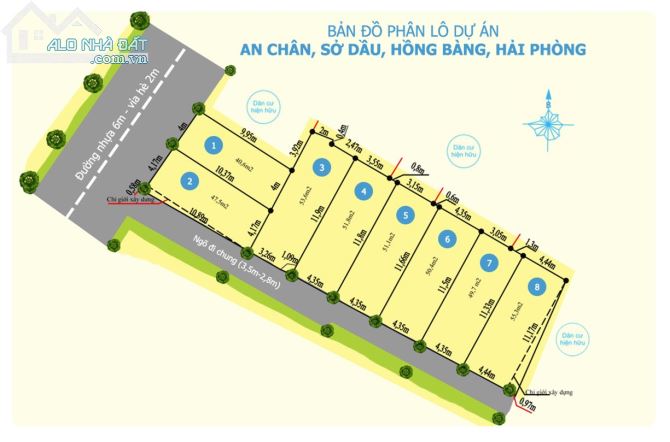 BẢN ĐỒ PHÂN LÔ DỰ ÁN
AN CHÂN, SỞ DẦU, HỒNG BÀNG, HẢI PHÒNG
ALO NHÀ ĐẤT
.com.vn
Đường nhựa 6m - vỉa hè 2m
Dân cư
hiện hữu
Dân cư
hiện hữu
Dân cư
hiện hữu
B
4m
9,95m
1
40,6m2
4,17m
10,37m
4m
2
47,5m2
0,58m
Chỉ giới xây dựng
10,89m
4,17m
Ngõ đi chung (3,5m-2,8m)
3,92m
2m
0,4m
2,47m
3
53,6m2
11,9m
3,26m
1,09m
3,55m
0,8m
4
51,8m2
11,8m
4,35m
3,15m
0,6m
5
51,1m2
11,66m
4,35m
4,35m
6
50,4m2
11,5m
4,35m
3,05m
1,3m
7
49,7 m2
11,33m
4,35m
4,44m
8
55,3m2
11,17m
4,44m
Chỉ giới xây dựng
0,97m